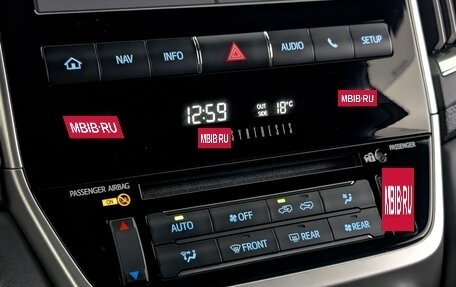 NAV INFO AUDIO SETUP
12:59 OUT SIDE 18°C
MBIB.RU
MBIB.RU
MBIB.RU
PASSENGER
PASSENGER AIRBAG
ON
MBIB.RU
AUTO OFF
FRONT REAR REAR